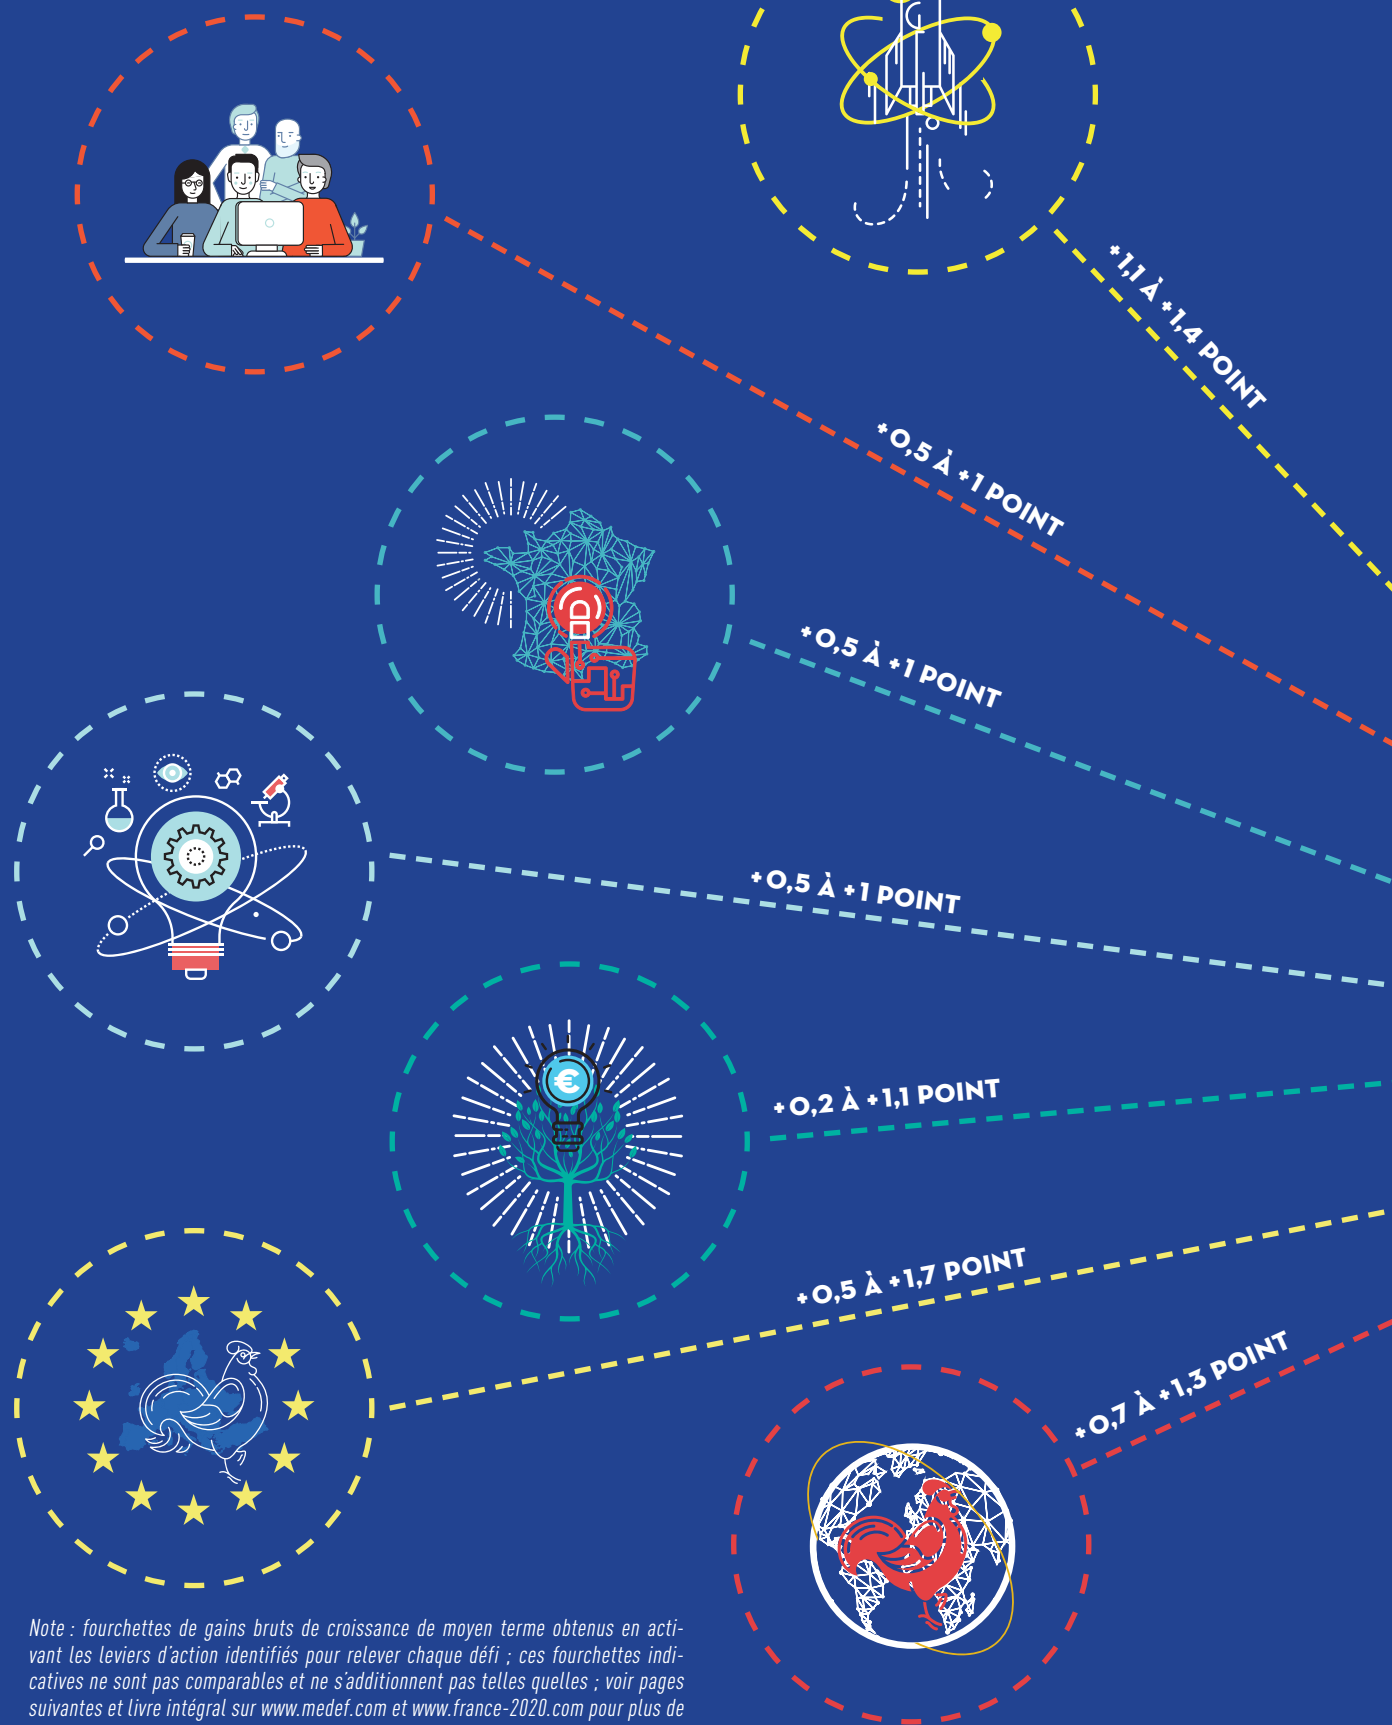 +1,1 À +1,4 POINT
+0,5 À +1 POINT
+0,5 À +1 POINT
+0,5 À +1 POINT
€
+0,2 À +1,1 POINT
+0,5 À +1,7 POINT
+0,7 À +1,3 POINT
Note : fourchettes de gains bruts de croissance de moyen terme obtenus en acti-
vant les leviers d'action identifiés pour relever chaque défi ; ces fourchettes indi-
catives ne sont pas comparables et ne s'additionnent pas telles quelles ; voir pages
suivantes et livre intégral sur www.medef.com et www.france-2020.com pour plus de